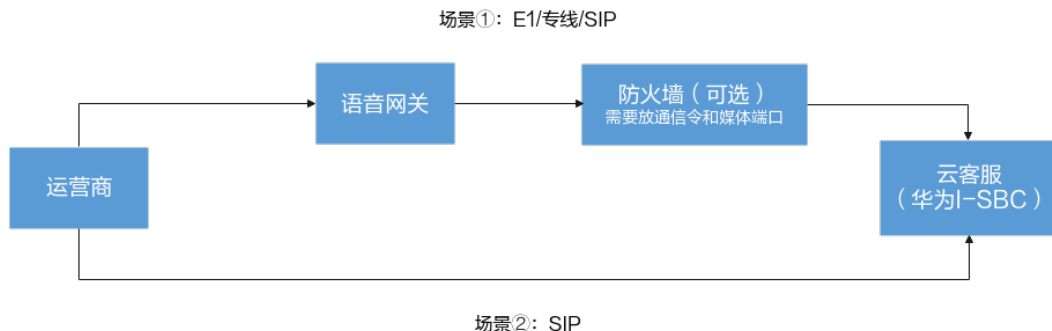 场景①：E1/专线/SIP
语音网关
防火墙（可选）
需要放通信令和媒体端口
运营商
云客服
（华为I-SBC）
场景②：SIP